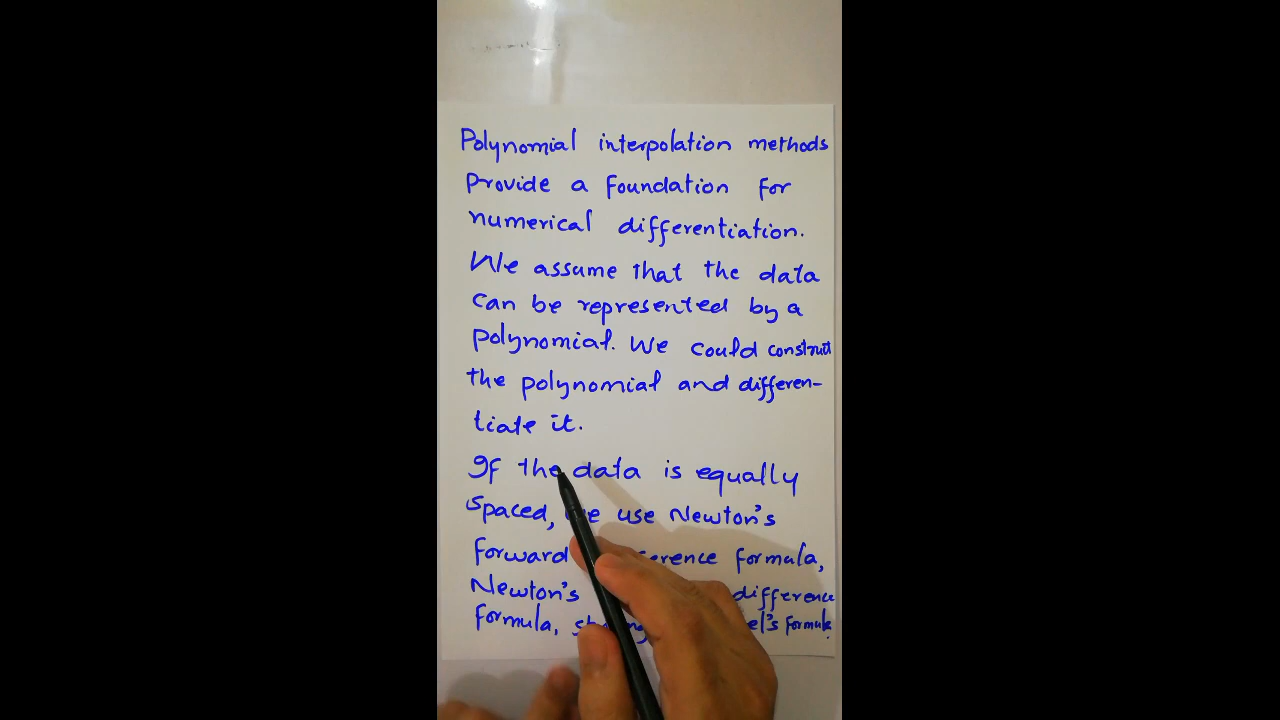 Polynomial interpolation methods
provide a foundation for
numerical differentiation.
We assume that the data
can be represented by a
polynomial. We could construct
the polynomial and differen-
tiate it.
If the data is equally
spaced, we use Newton's
forward formula,
Newton's difference
formula, formula.